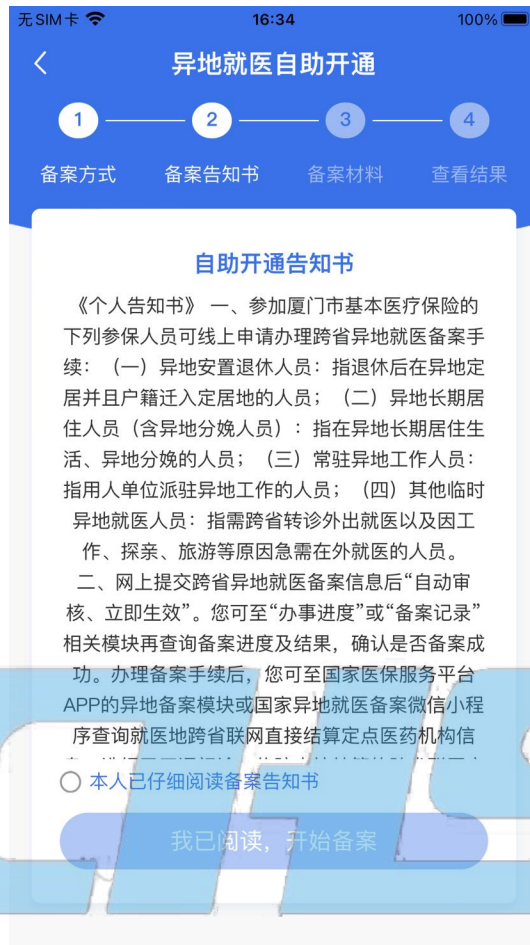 无SIM卡 16:34 100%
异地就医自助开通
1 2 3 4
备案方式 备案告知书 备案材料 查看结果
自助开通告知书
《个人告知书》 一、参加厦门市基本医疗保险的
下列参保人员可线上申请办理跨省异地就医备案手
续：（一）异地安置退休人员：指退休后在异地定
居并且户籍迁入定居地的人员；（二）异地长期居
住人员（含异地分娩人员）：指在异地长期居住生
活、异地分娩的人员；（三）常驻异地工作人员：
指用人单位派驻异地工作的人员；（四）其他临时
异地就医人员：指需跨省转诊外出就医以及因工
作、探亲、旅游等原因急需在外就医的人员。
二、网上提交跨省异地就医备案信息后“自动审
核、立即生效”。您可至“办事进度”或“备案记录”
相关模块再查询备案进度及结果，确认是否备案成
功。办理备案手续后，您可至国家医保服务平台
APP的异地备案模块或国家异地就医备案微信小程
序查询就医地跨省联网直接结算定点医药机构信
本人已仔细阅读备案告知书
我已阅读，开始备案